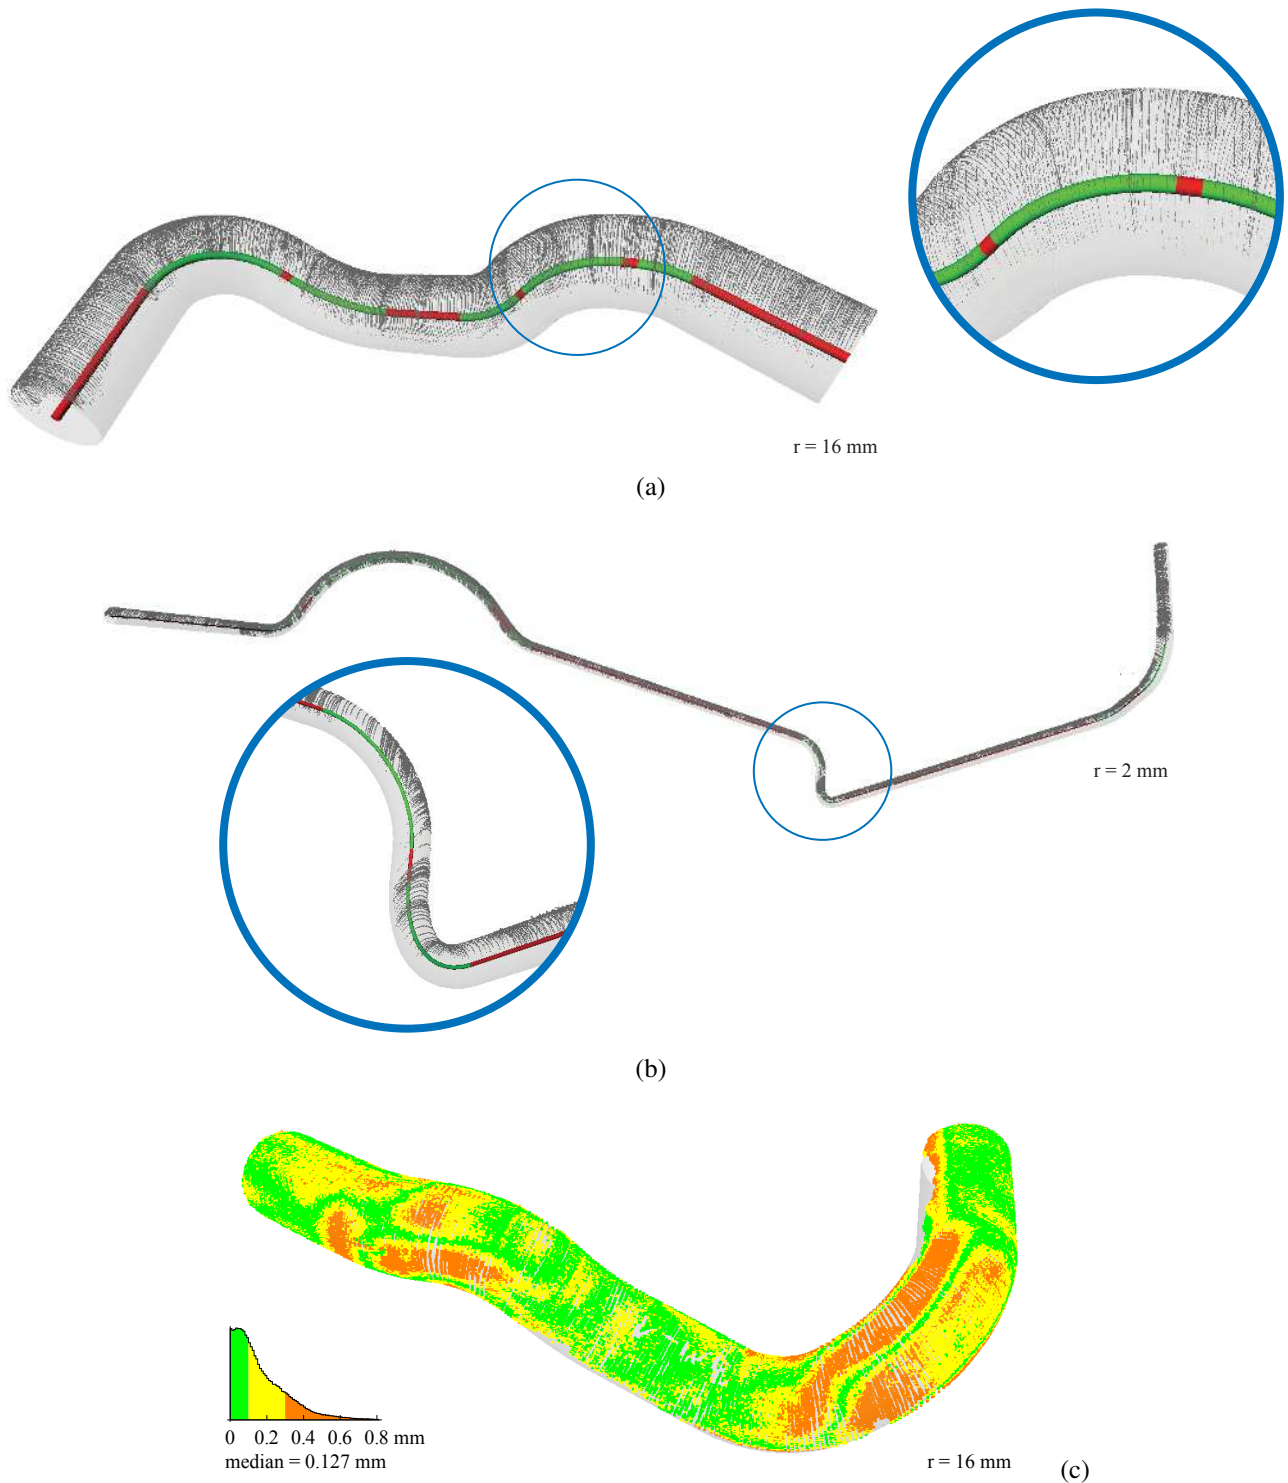 r = 16 mm
(a)
r = 2 mm
(b)
0 0.2 0.4 0.6 0.8 mm
median = 0.127 mm
r = 16 mm
(c)